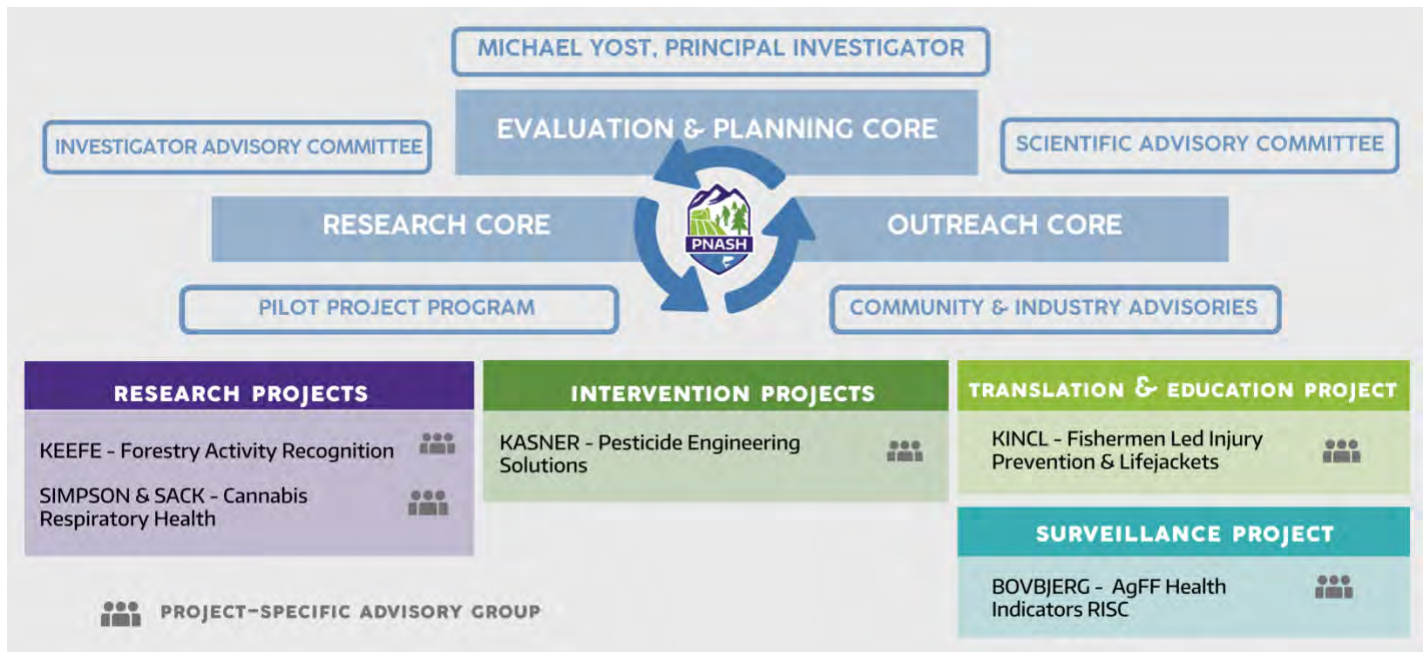 MICHAEL YOST, PRINCIPAL INVESTIGATOR
EVALUATION & PLANNING CORE
INVESTIGATOR ADVISORY COMMITTEE
SCIENTIFIC ADVISORY COMMITTEE
RESEARCH CORE
PNASH
OUTREACH CORE
PILOT PROJECT PROGRAM
COMMUNITY & INDUSTRY ADVISORIES
RESEARCH PROJECTS
KEEFE - Forestry Activity Recognition
SIMPSON & SACK - Cannabis
Respiratory Health
INTERVENTION PROJECTS
KASNER - Pesticide Engineering
Solutions
TRANSLATION & EDUCATION PROJECT
KINCL - Fishermen Led Injury
Prevention & Lifejackets
SURVEILLANCE PROJECT
BOVBJERG - AgFF Health
Indicators RISC
PROJECT-SPECIFIC ADVISORY GROUP